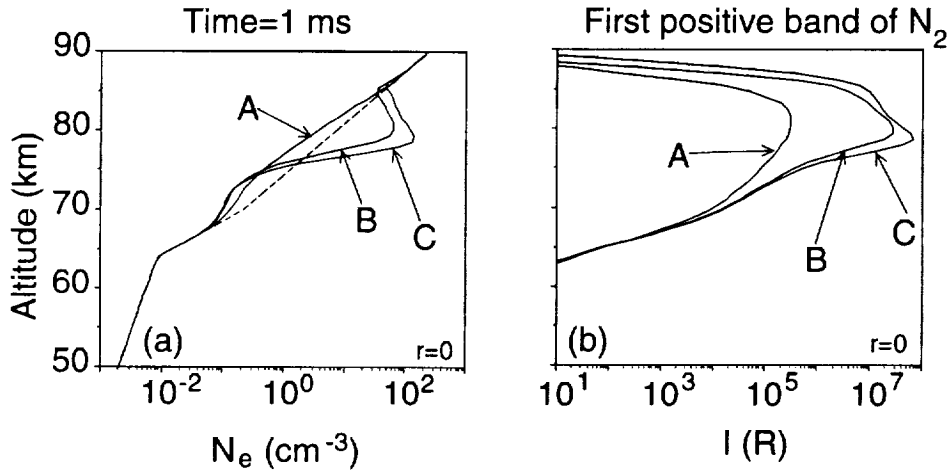 Time=1 ms
First positive band of N₂
Altitude (km)
90
80
70
60
50
A
B
C
(a)
r=0
10⁻²
10⁰
10²
Nₑ (cm⁻³)
A
B
C
(b)
r=0
10¹
10³
10⁵
10⁷
I (R)